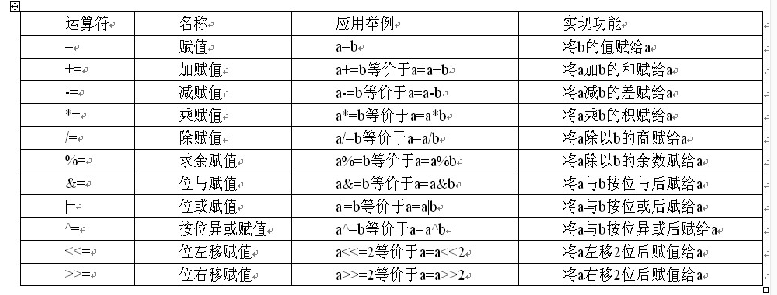 运算符 名称 应用举例 实现功能
= 赋值 a=b 将b的值赋给a
+= 加赋值 a+=b等价于a=a+b 将a加b的和赋给a
-= 减赋值 a-=b等价于a=a-b 将a减b的差赋给a
*= 乘赋值 a*=b等价于a=a*b 将a乘b的积赋给a
/= 除赋值 a/=b等价于a=a/b 将a除以b的商赋给a
%= 求余赋值 a%=b等价于a=a%b 将a除以b的余数赋给a
&= 位与赋值 a&=b等价于a=a&b 将a与b按位与后赋给a
|= 位或赋值 a=b等价于a=a|b 将a与b按位或后赋给a
^= 按位异或赋值 a^=b等价于a=a^b 将a与b按位异或后赋给a
<<= 位左移赋值 a<<=2等价于a=a<<2 将a左移2位后赋值给a
>>= 位右移赋值 a>>=2等价于a=a>>2 将a右移2位后赋值给a